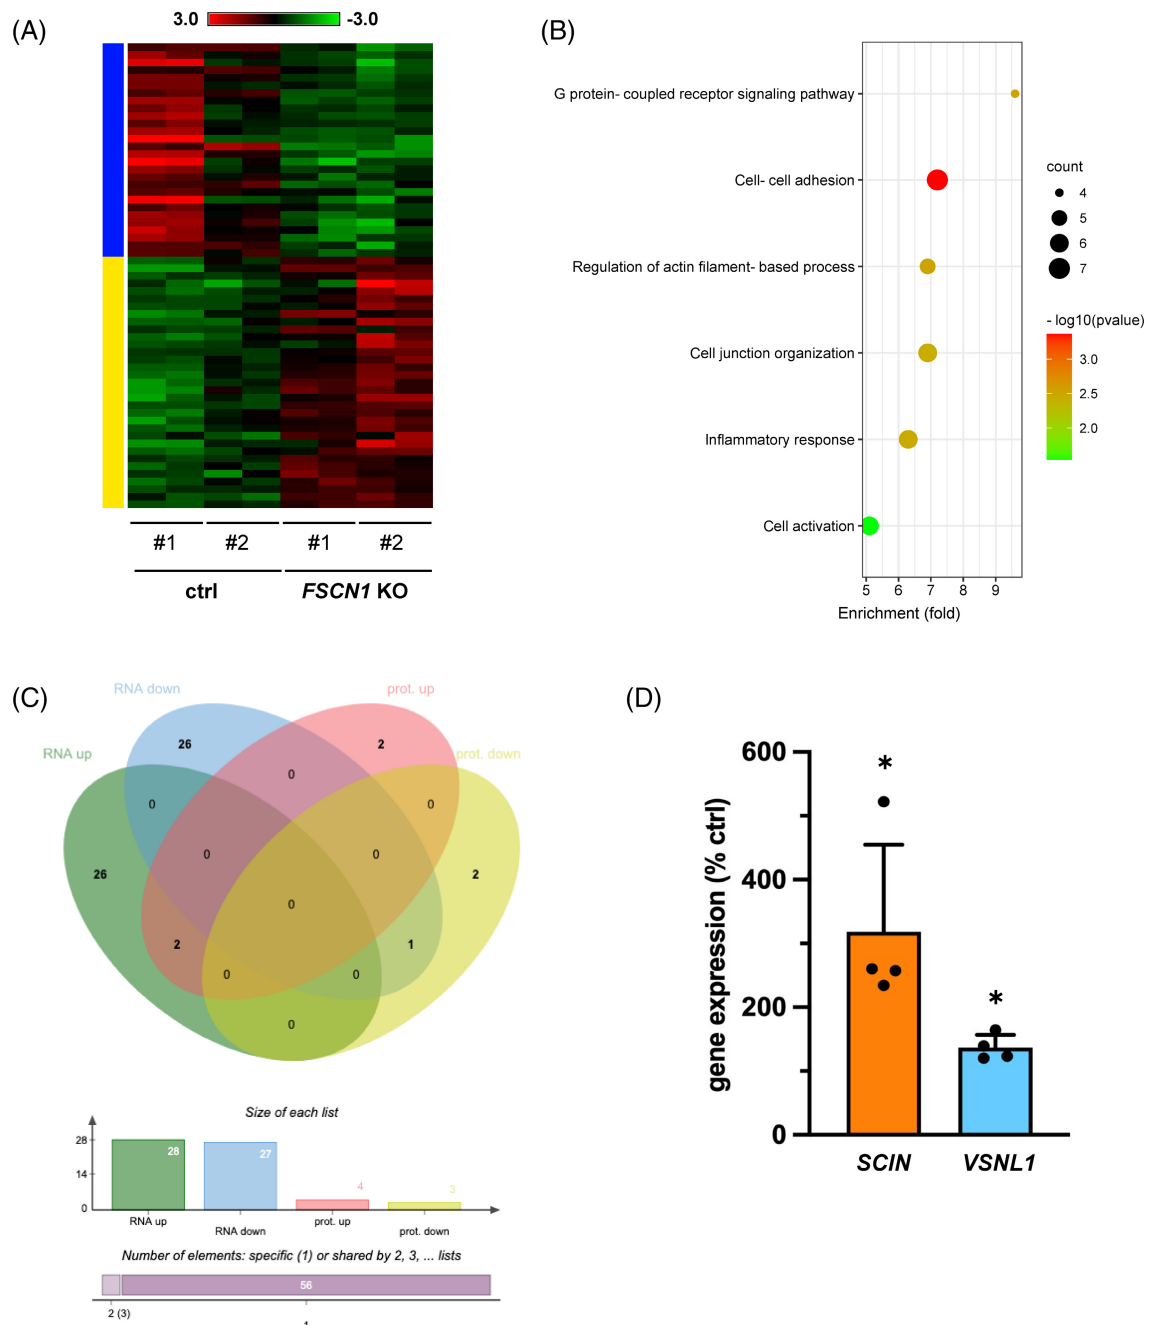 (A)
3.0 -3.0
#1 #2 #1 #2
ctrl FSCN1 KO
(B)
G protein- coupled receptor signaling pathway
Cell- cell adhesion
Regulation of actin filament- based process
Cell junction organization
Inflammatory response
Cell activation
5 6 7 8 9
Enrichment (fold)
count
4
5
6
7
- log10(pvalue)
3.0
2.5
2.0
(C)
RNA down prot. up
RNA up prot. down
26 2
0
0 0
0 0
26 2
0
2 1
0 0
0
Size of each list
28
14
0
28 27 4 3
RNA up RNA down prot. up prot. down
Number of elements: specific (1) or shared by 2, 3, ... lists
56
2 (3)
1
(D)
gene expression (% ctrl)
600
400
200
0
* *
SCIN VSNL1